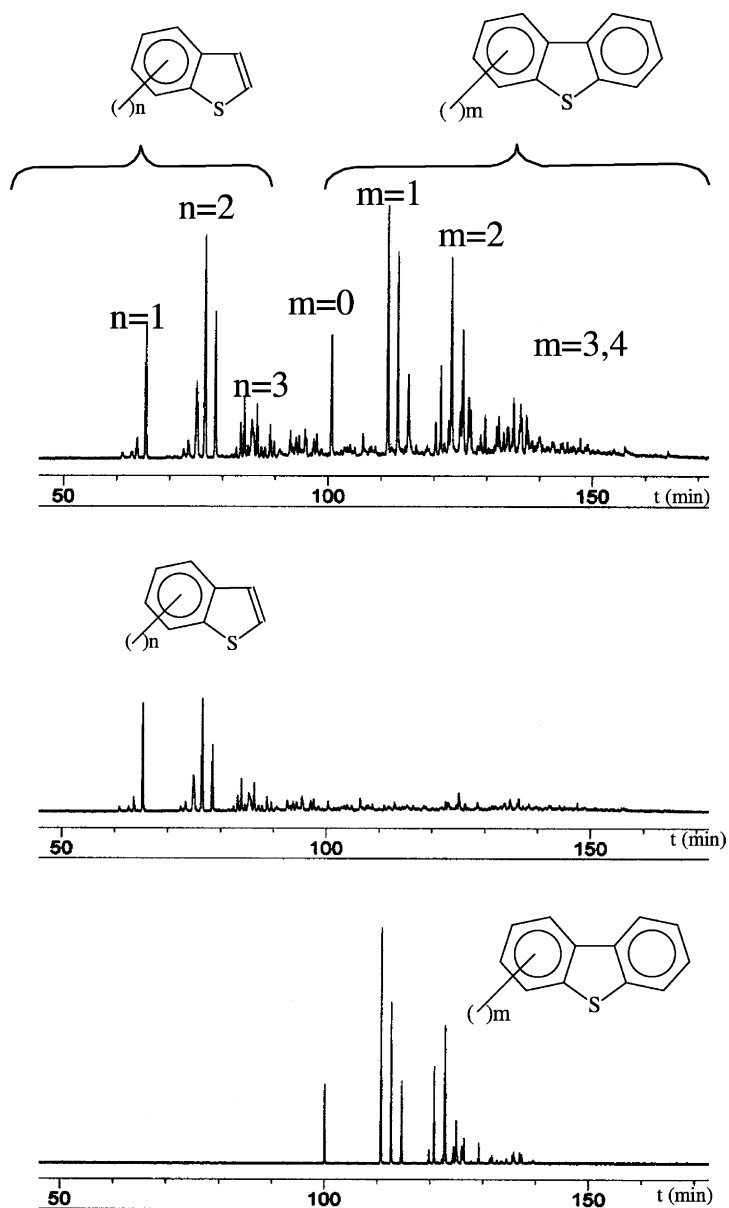 ( )n
S
( )m
S
n=1
n=2
n=3
m=0
m=1
m=2
m=3,4
50
100
150
t (min)
( )n
S
50
100
150
t (min)
( )m
S
50
100
150
t (min)